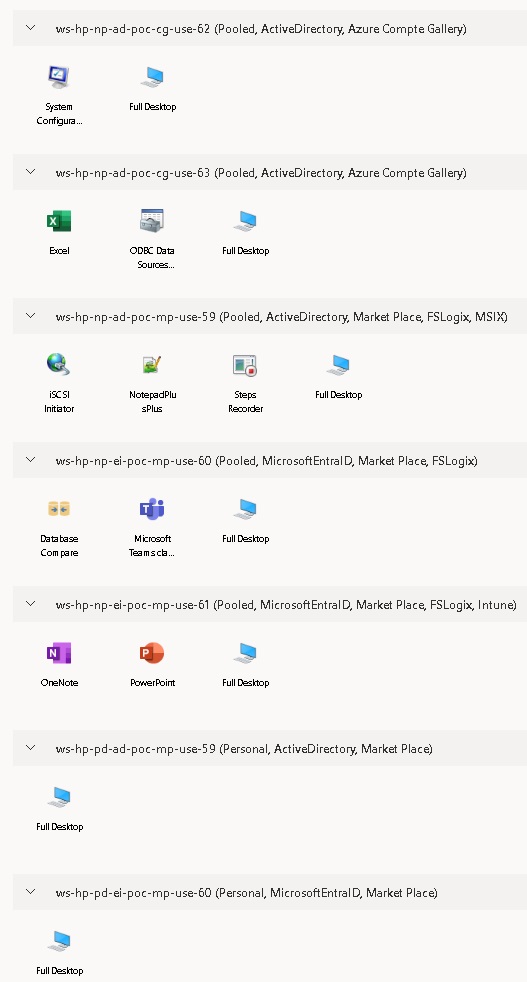 ws-hp-np-ad-poc-cg-use-62 (Pooled, ActiveDirectory, Azure Compte Gallery)
System
Configura...
Full Desktop
ws-hp-np-ad-poc-cg-use-63 (Pooled, ActiveDirectory, Azure Compte Gallery)
Excel
ODBC Data
Sources...
Full Desktop
ws-hp-np-ad-poc-mp-use-59 (Pooled, ActiveDirectory, Market Place, FSLogix, MSIX)
iSCSI
Initiator
NotepadPlu
sPlus
Steps
Recorder
Full Desktop
ws-hp-np-ei-poc-mp-use-60 (Pooled, MicrosoftEntraID, Market Place, FSLogix)
Database
Compare
Microsoft
Teams cla...
Full Desktop
ws-hp-np-ei-poc-mp-use-61 (Pooled, MicrosoftEntraID, Market Place, FSLogix, Intune)
OneNote
PowerPoint
Full Desktop
ws-hp-pd-ad-poc-mp-use-59 (Personal, ActiveDirectory, Market Place)
Full Desktop
ws-hp-pd-ei-poc-mp-use-60 (Personal, MicrosoftEntraID, Market Place)
Full Desktop